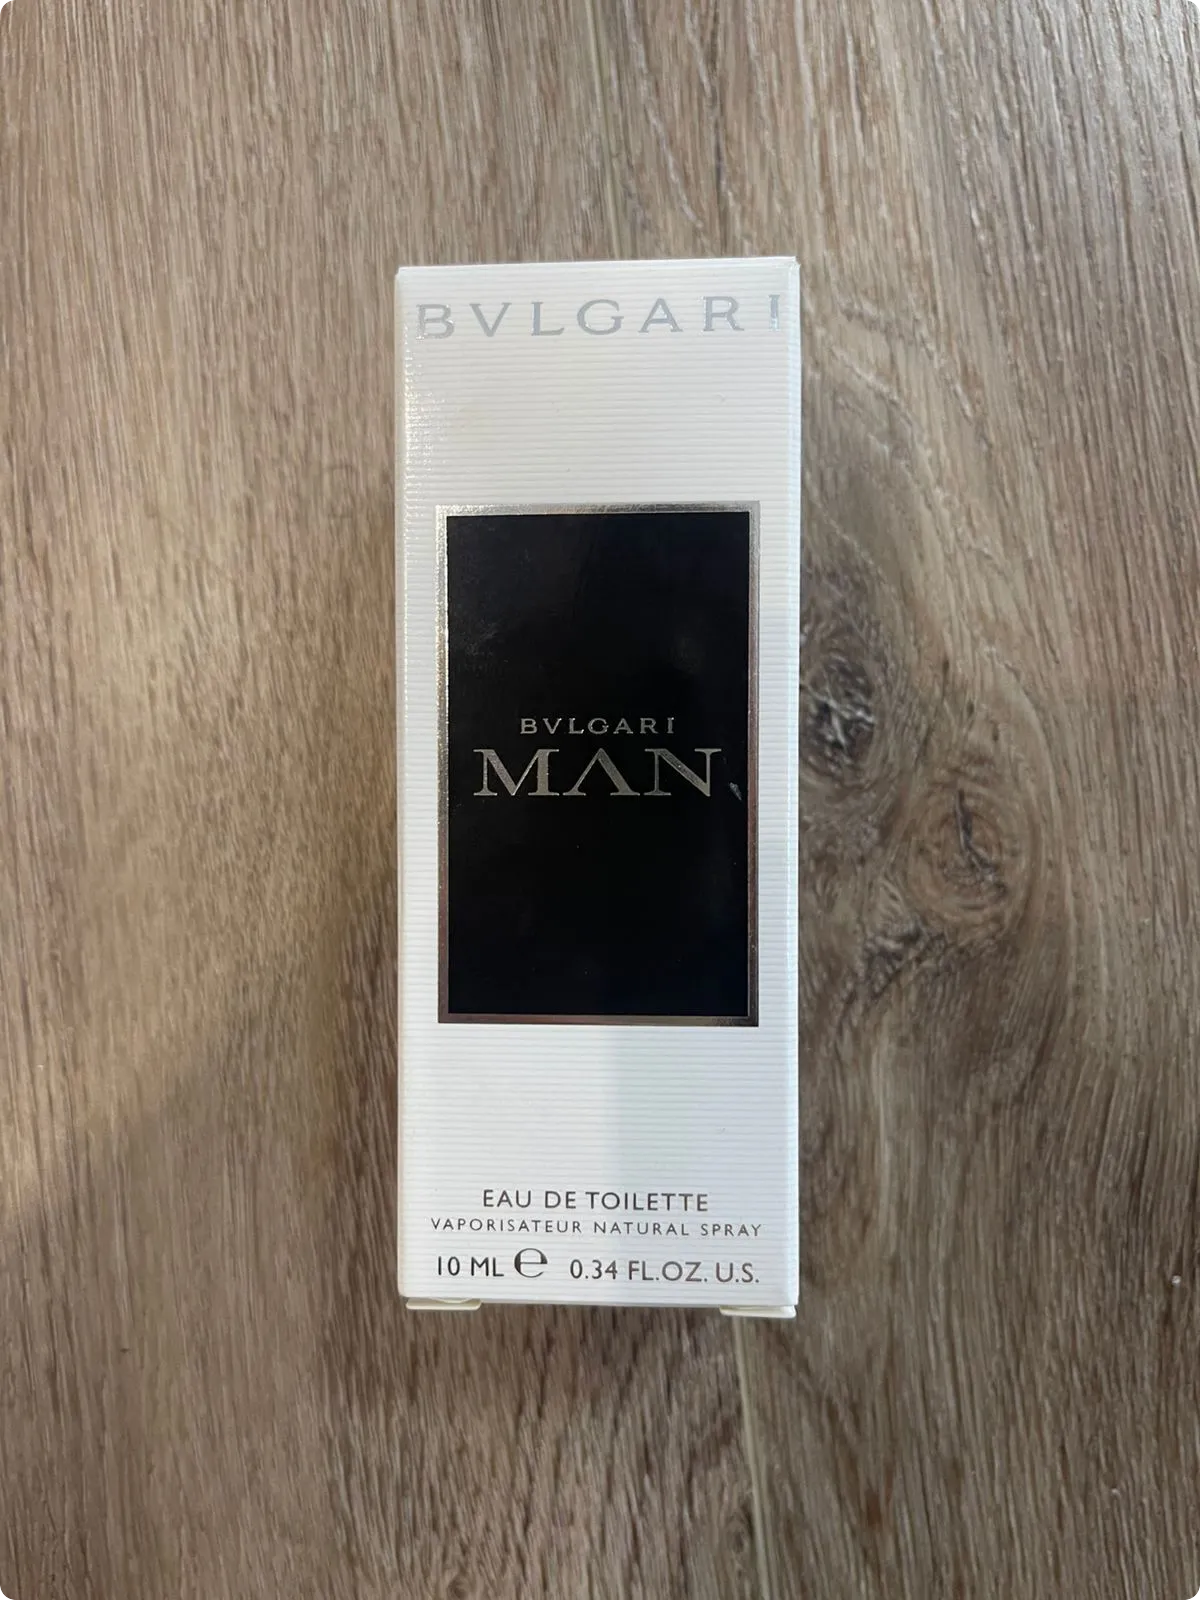 BVLGARI
BVLGARI
MAN
EAU DE TOILETTE
VAPORISATEUR NATURAL SPRAY
10 ML ℮ 0.34 FL.OZ. U.S.